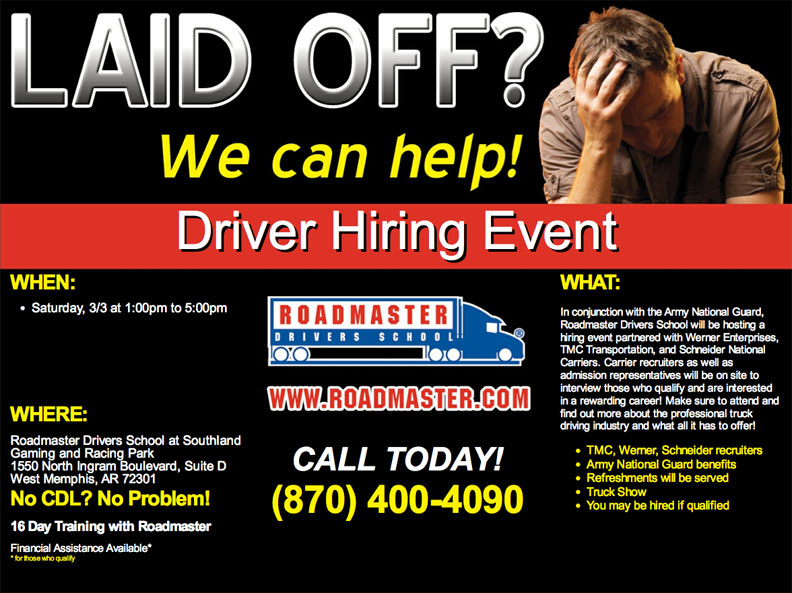 LAID OFF?
We can help!
Driver Hiring Event
WHEN:
• Saturday, 3/3 at 1:00pm to 5:00pm
WHERE:
Roadmaster Drivers School at Southland
Gaming and Racing Park
1550 North Ingram Boulevard, Suite D
West Memphis, AR 72301
No CDL? No Problem!
16 Day Training with Roadmaster
Financial Assistance Available*
* for those who qualify
ROADMASTER
DRIVERS SCHOOL
WWW.ROADMASTER.COM
CALL TODAY!
(870) 400-4090
WHAT:
In conjunction with the Army National Guard,
Roadmaster Drivers School will be hosting a
hiring event partnered with Werner Enterprises,
TMC Transportation, and Schneider National
Carriers. Carrier recruiters as well as
admission representatives will be on site to
interview those who qualify and are interested
in a rewarding career! Make sure to attend and
find out more about the professional truck
driving industry and what all it has to offer!
• TMC, Werner, Schneider recruiters
• Army National Guard benefits
• Refreshments will be served
• Truck Show
• You may be hired if qualified